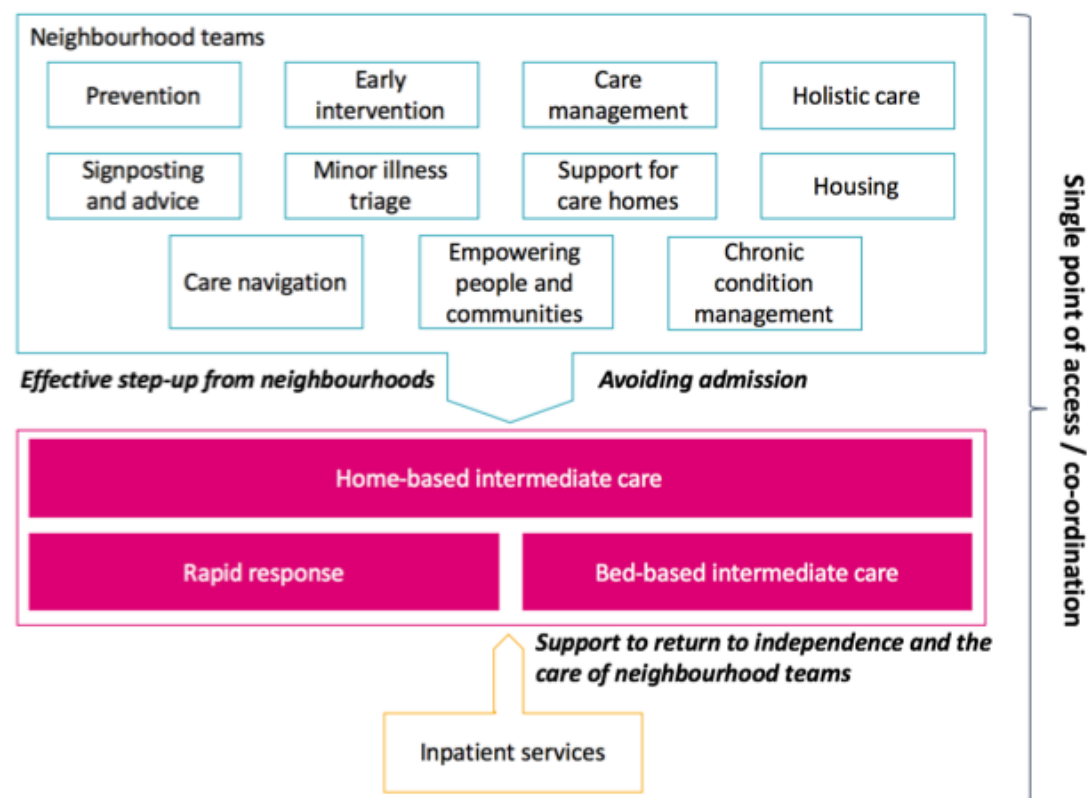 Neighbourhood teams
Prevention
Early
intervention
Care
management
Holistic care
Signposting
and advice
Minor illness
triage
Support for
care homes
Housing
Care navigation
Empowering
people and
communities
Chronic
condition
management
Effective step-up from neighbourhoods
Avoiding admission
Home-based intermediate care
Rapid response
Bed-based intermediate care
Support to return to independence and the
care of neighbourhood teams
Inpatient services
Single point of access / co-ordination